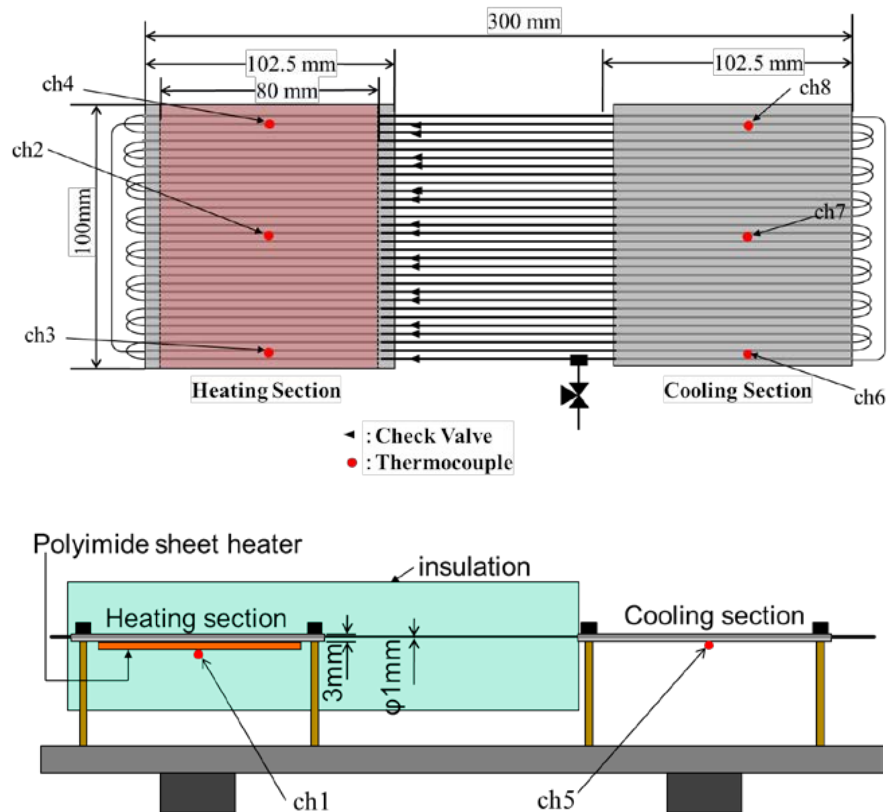 300 mm
102.5 mm
102.5 mm
ch4
80 mm
ch8
ch2
100mm
ch7
ch3
Heating Section
Cooling Section
ch6
: Check Valve
: Thermocouple
Polyimide sheet heater
insulation
Heating section
Cooling section
3mm
φ1mm
ch1
ch5